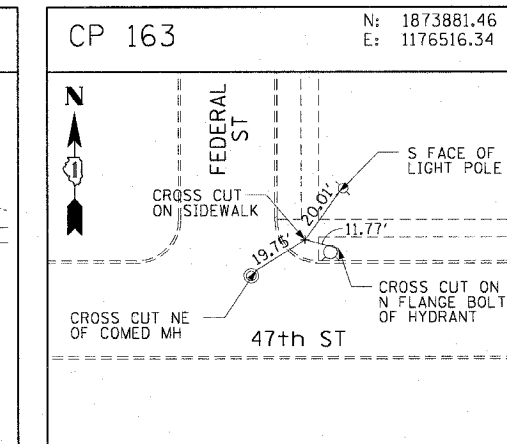 CP 163
N: 1873881.46
E: 1176516.34
N
1
FEDERAL
ST
S FACE OF
LIGHT POLE
CROSS CUT
ON SIDEWALK
20.01'
11.77'
19.75'
CROSS CUT ON
N FLANGE BOLT
OF HYDRANT
CROSS CUT NE
OF COMED MH
47th ST